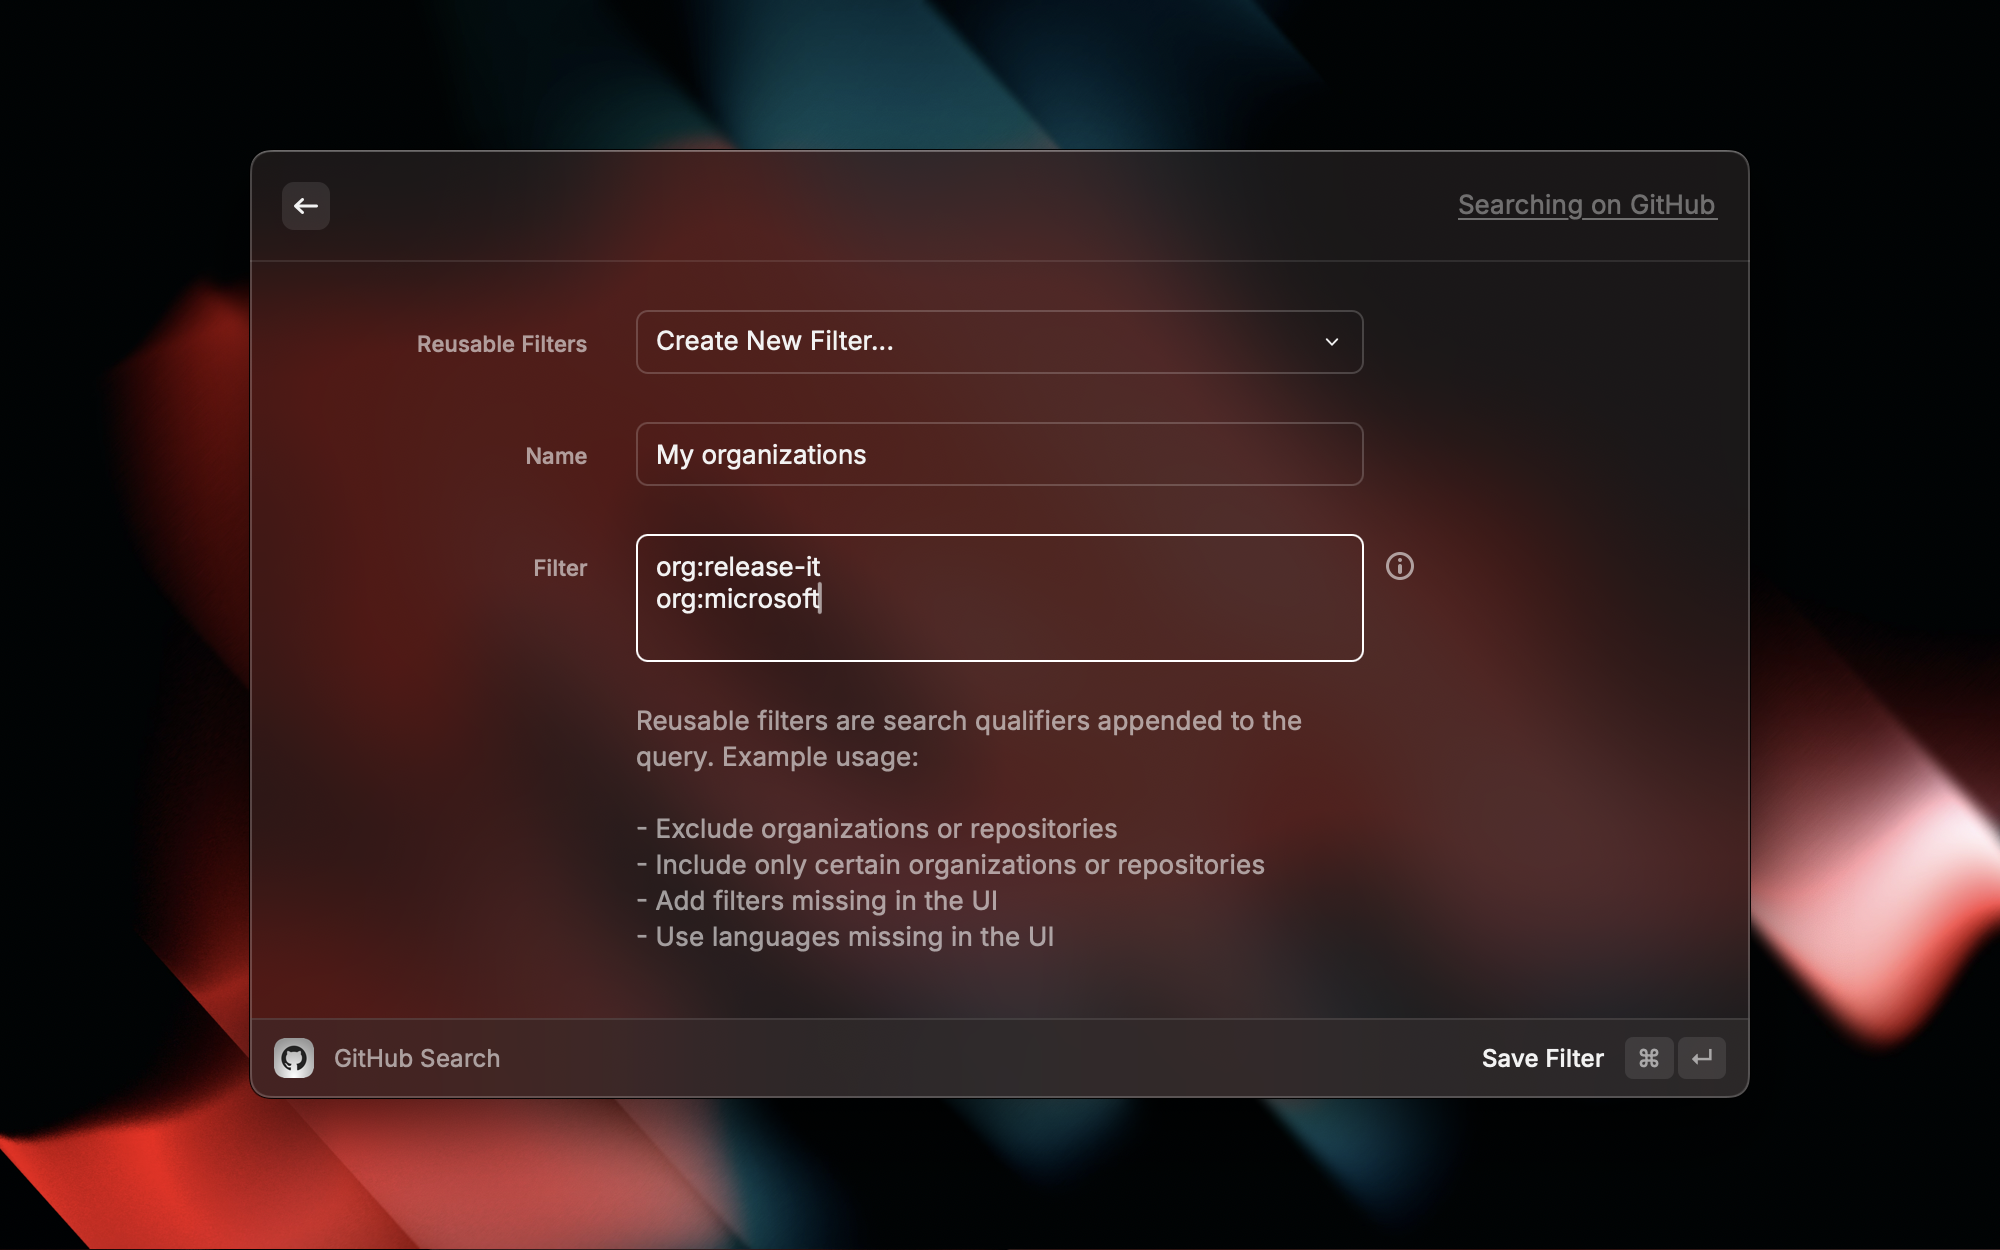 Searching on GitHub
Reusable Filters
Create New Filter...
Name
My organizations
Filter
org:release-it
org:microsoft
Reusable filters are search qualifiers appended to the
query. Example usage:
- Exclude organizations or repositories
- Include only certain organizations or repositories
- Add filters missing in the UI
- Use languages missing in the UI
GitHub Search
Save Filter ⌘ ↵